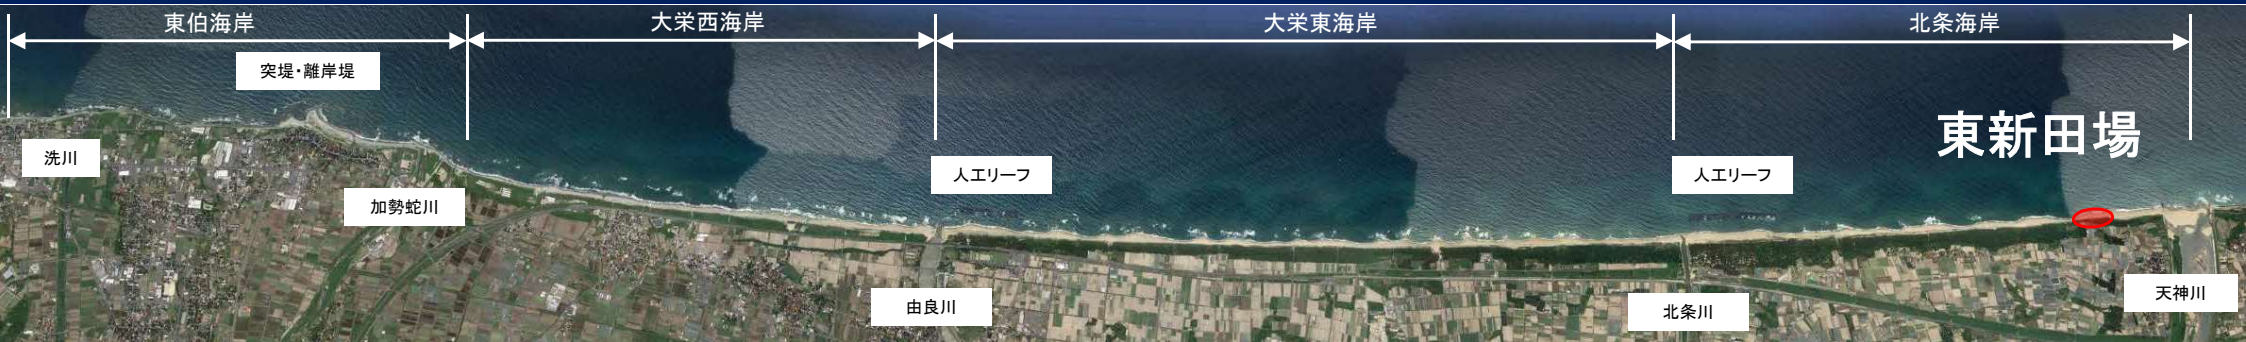 東伯海岸
大栄西海岸
大栄東海岸
北条海岸
突堤・離岸堤
東新田場
洗川
人工リーフ
人工リーフ
加勢蛇川
由良川
北条川
天神川